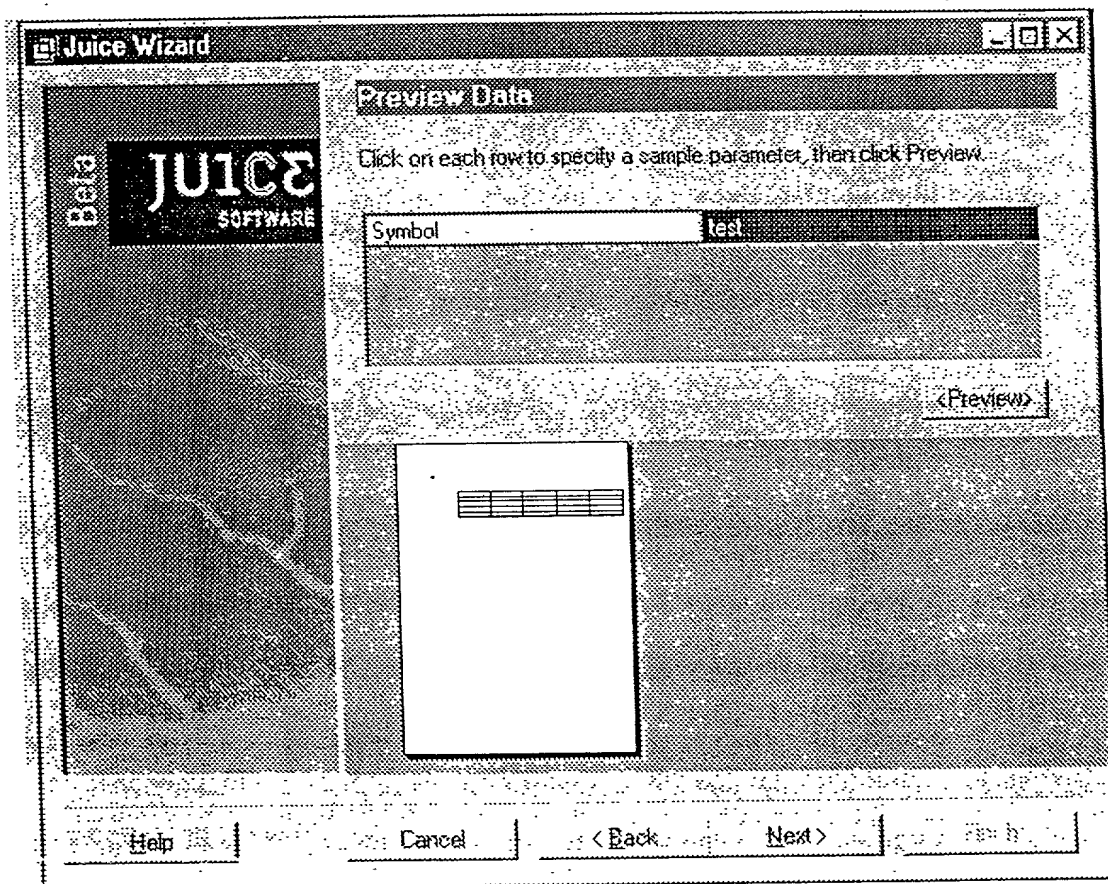 Juice Wizard
Preview Data
Beta
JU1CE
SOFTWARE
Click on each row to specify a sample parameter, then click Preview.
Symbol test
<Preview>
Help Cancel < Back Next >